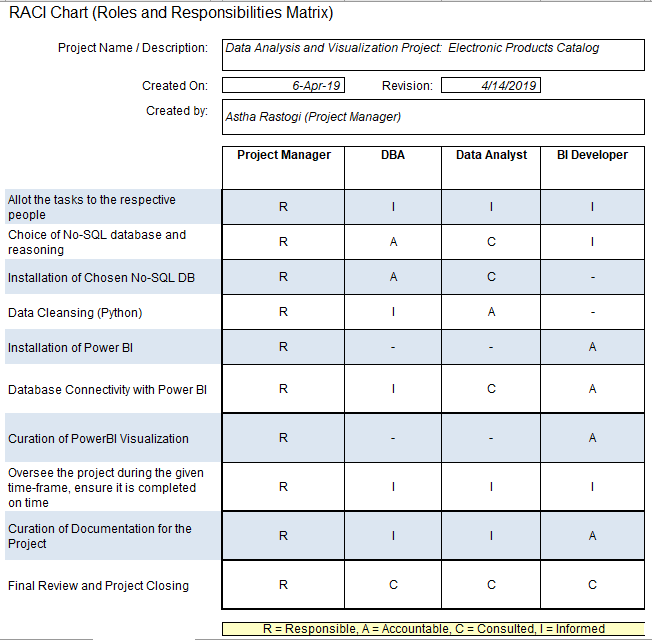 RACI Chart (Roles and Responsibilities Matrix)
Project Name / Description: Data Analysis and Visualization Project: Electronic Products Catalog
Created On: 6-Apr-19 Revision: 4/14/2019
Created by: Astha Rastogi (Project Manager)
Project Manager DBA Data Analyst BI Developer
Allot the tasks to the respective
people R I I I
Choice of No-SQL database and
reasoning R A C I
Installation of Chosen No-SQL DB R A C -
Data Cleansing (Python) R I A -
Installation of Power BI R - - A
Database Connectivity with Power BI R I C A
Curation of PowerBI Visualization R - - A
Oversee the project during the given
time-frame, ensure it is completed R I I I
on time
Curation of Documentation for the
Project R I I A
Final Review and Project Closing R C C C
R = Responsible, A = Accountable, C = Consulted, I = Informed